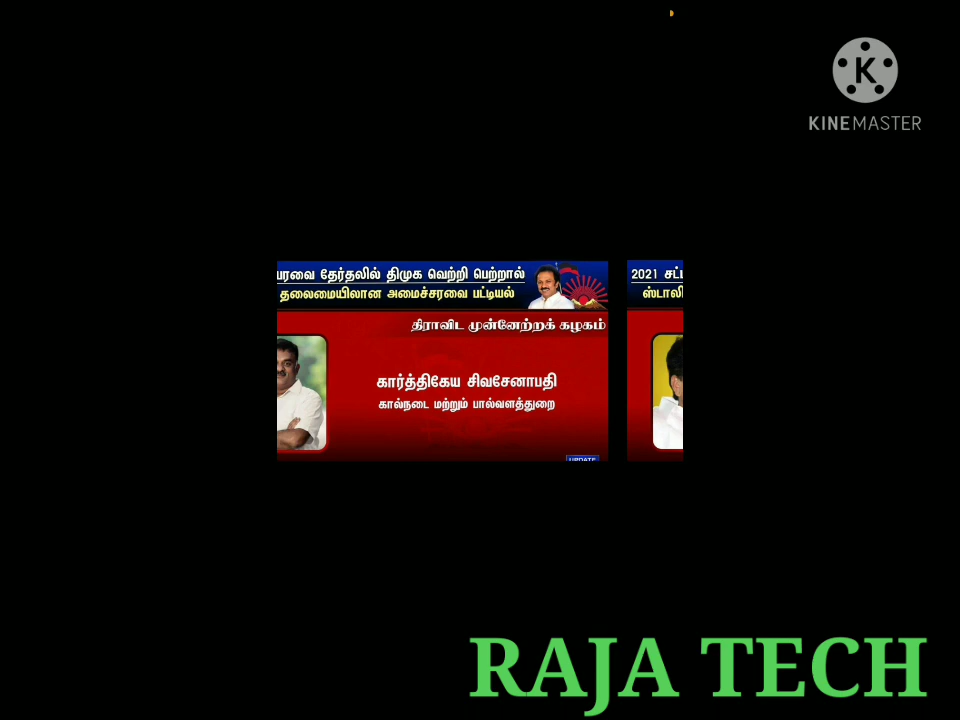 KINEMASTER
பரவை தேர்தலில் திமுக வெற்றி பெற்றால்
தலைமையிலான அமைச்சரவை பட்டியல்
திராவிட முன்னேற்றக் கழகம்
கார்த்திகேய சிவசேனாபதி
கால்நடை மற்றும் பால்வளத்துறை
UPDATE
2021 சட்ட
ஸ்டாலி
RAJA TECH